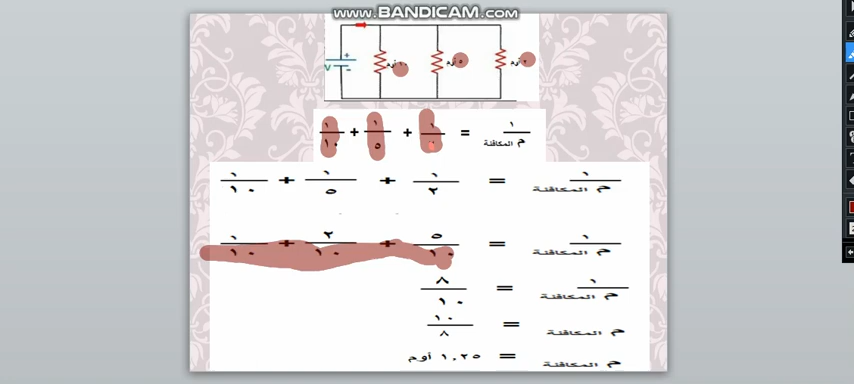 WWW.BANDICAM.COM
V
١٠ أوم ٥ أوم ٢ أوم
١/م المكافئة = ١/٢ + ١/٥ + ١/١٠
١/م المكافئة = ١/٢ + ١/٥ + ١/١٠
١/م المكافئة = ٥/١٠ + ٢/١٠ + ١/١٠
١/م المكافئة = ٨/١٠
م المكافئة = ١٠/٨
م المكافئة = ١.٢٥ أوم